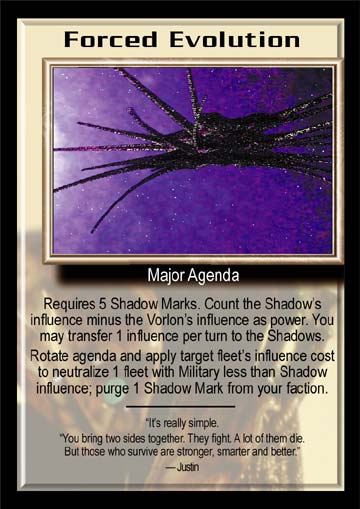 Forced Evolution
Major Agenda
Requires 5 Shadow Marks. Count the Shadow's
influence minus the Vorlon's influence as power. You
may transfer 1 influence per turn to the Shadows.
Rotate agenda and apply target fleet's influence cost
to neutralize 1 fleet with Military less than Shadow
influence; purge 1 Shadow Mark from your faction.
“It's really simple.
“You bring two sides together. They fight. A lot of them die.
But those who survive are stronger, smarter and better.”
— Justin